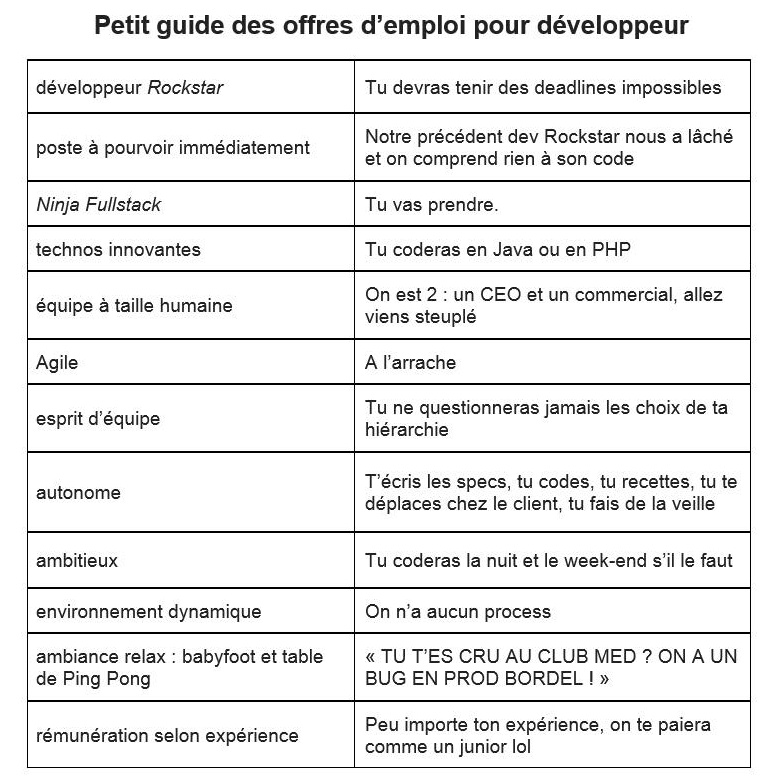 Petit guide des offres d’emploi pour développeur
développeur Rockstar
Tu devras tenir des deadlines impossibles
poste à pourvoir immédiatement
Notre précédent dev Rockstar nous a lâché
et on comprend rien à son code
Ninja Fullstack
Tu vas prendre.
technos innovantes
Tu coderas en Java ou en PHP
équipe à taille humaine
On est 2 : un CEO et un commercial, allez
viens steuplé
Agile
A l’arrache
esprit d’équipe
Tu ne questionneras jamais les choix de ta
hiérarchie
autonome
T’écris les specs, tu codes, tu recettes, tu te
déplaces chez le client, tu fais de la veille
ambitieux
Tu coderas la nuit et le week-end s’il le faut
environnement dynamique
On n’a aucun process
ambiance relax : babyfoot et table
de Ping Pong
« TU T’ES CRU AU CLUB MED ? ON A UN
BUG EN PROD BORDEL ! »
rémunération selon expérience
Peu importe ton expérience, on te paiera
comme un junior lol